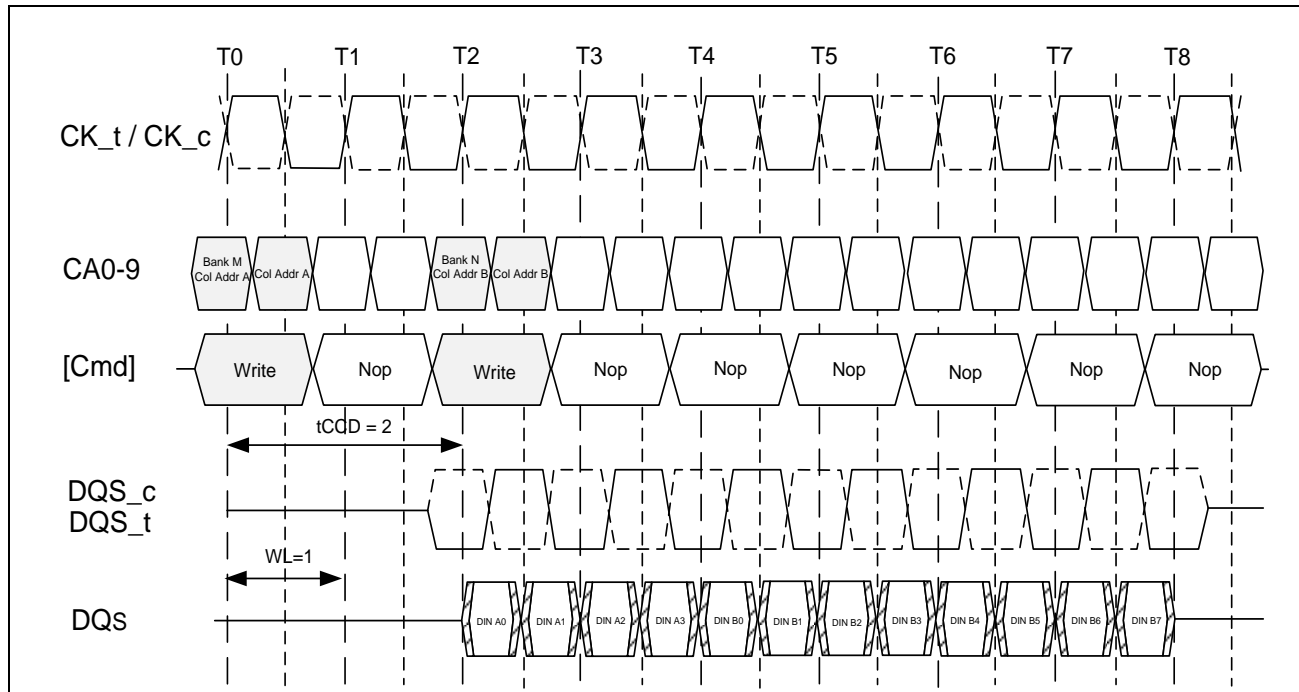 T0 T1 T2 T3 T4 T5 T6 T7 T8
CK_t / CK_c
CA0-9
Bank M
Col Addr A
Col Addr A
Bank N
Col Addr B
Col Addr B
[Cmd] Write Nop Write Nop Nop Nop Nop Nop Nop
tCCD = 2
DQS_c
DQS_t
WL=1
DQs DIN A0 DIN A1 DIN A2 DIN A3 DIN B0 DIN B1 DIN B2 DIN B3 DIN B4 DIN B5 DIN B6 DIN B7